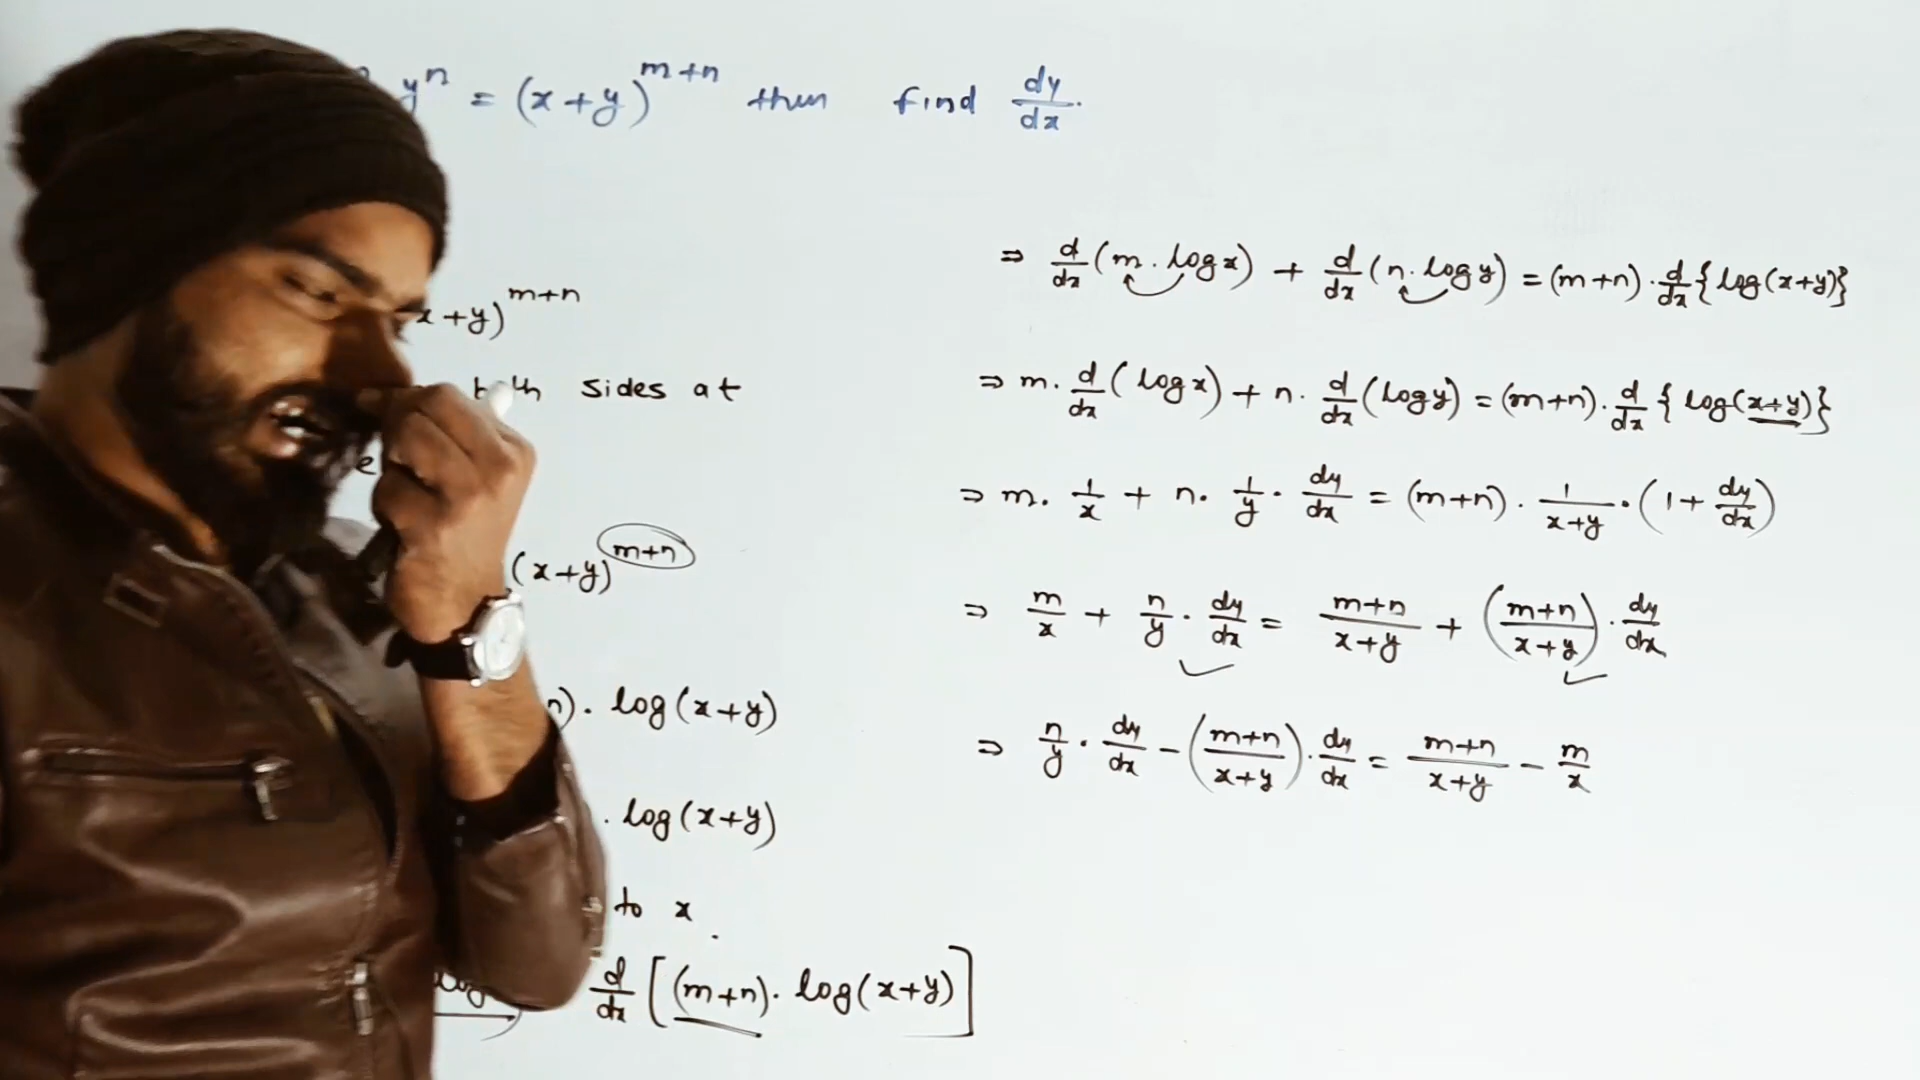 yⁿ = (x+y)^(m+n) then find dy/dx.
x+y)^(m+n)
both sides at
e
(x+y)^(m+n)
n). log(x+y)
. log(x+y)
to x.
log d/dx [(m+n). log(x+y)]
⇒ d/dx (m. log x) + d/dx (n. log y) = (m+n). d/dx {log(x+y)}
⇒ m. d/dx (log x) + n. d/dx (log y) = (m+n). d/dx {log(x+y)}
⇒ m. 1/x + n. 1/y . dy/dx = (m+n). 1/(x+y) . (1 + dy/dx)
⇒ m/x + n/y . dy/dx = (m+n)/(x+y) + ((m+n)/(x+y)) . dy/dx
⇒ n/y . dy/dx - ((m+n)/(x+y)) . dy/dx = (m+n)/(x+y) - m/x